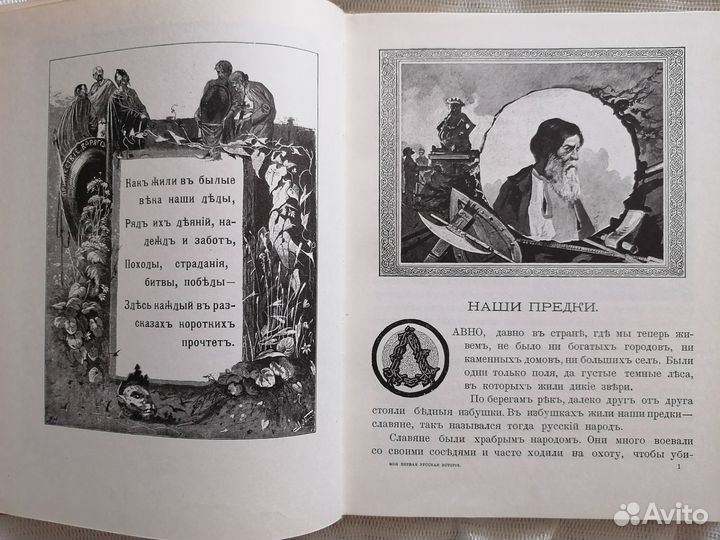 Какъ жили въ былые
вѣка наши дѣды,
Рядъ ихъ дѣяній, на-
деждъ и заботъ,
Походы, страданія,
битвы, побѣды—
Здѣсь каждый въ раз-
сказахъ короткихъ
прочтетъ.
НАШИ ПРЕДКИ.
ДАВНО, давно въ странѣ, гдѣ мы теперь жи-
вемъ, не было ни богатыхъ городовъ, ни
каменныхъ домовъ, ни большихъ селъ. Были
одни только поля, да густые темные лѣса,
въ которыхъ жили дикіе звѣри.
По берегамъ рѣкъ, далеко другъ отъ друга
стояли бѣдныя избушки. Въ избушкахъ жили наши предки—
славяне, такъ назывался тогда русскій народъ.
Славяне были храбрымъ народомъ. Они много воевали
со своими сосѣдями и часто ходили на охоту, чтобы уби-
МОЯ ПЕРВАЯ РУССКАЯ ИСТОРІЯ.
1
Avito